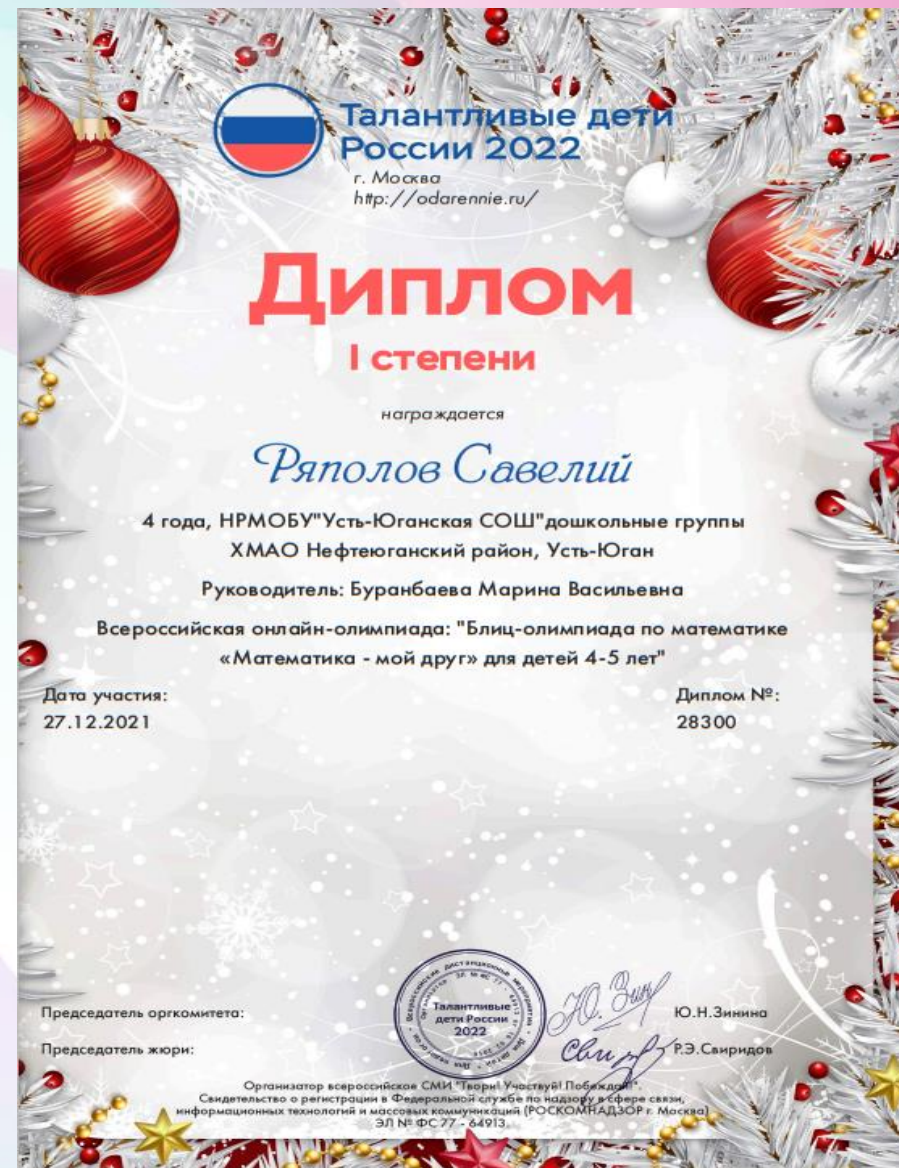 Талантливые дети
России 2022
г. Москва
http://odarennie.ru/
Диплом
I степени
награждается
Ряполов Савелий
4 года, НРМОБУ"Усть-Юганская СОШ"дошкольные группы
ХМАО Нефтеюганский район, Усть-Юган
Руководитель: Буранбаева Марина Васильевна
Всероссийская онлайн-олимпиада: "Блиц-олимпиада по математике
«Математика - мой друг» для детей 4-5 лет"
Дата участия:
27.12.2021
Диплом №:
28300
Председатель оргкомитета:
Ю.Н.Зинина
Председатель жюри:
Р.Э.Свиридов
Талантливые
дети России
2022
Организатор всероссийское СМИ "Твори! Участвуй! Побеждай!".
Свидетельство о регистрации в Федеральной службе по надзору в сфере связи,
информационных технологий и массовых коммуникаций (РОСКОМНАДЗОР г. Москва)
ЭЛ № ФС 77 - 64913